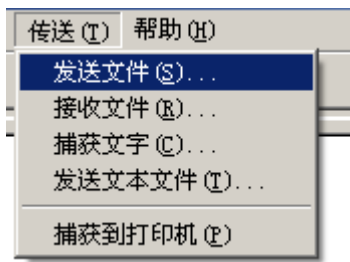 传送(T) 帮助(H)
发送文件(S)...
接收文件(R)...
捕获文字(C)...
发送文本文件(T)...
捕获到打印机(P)